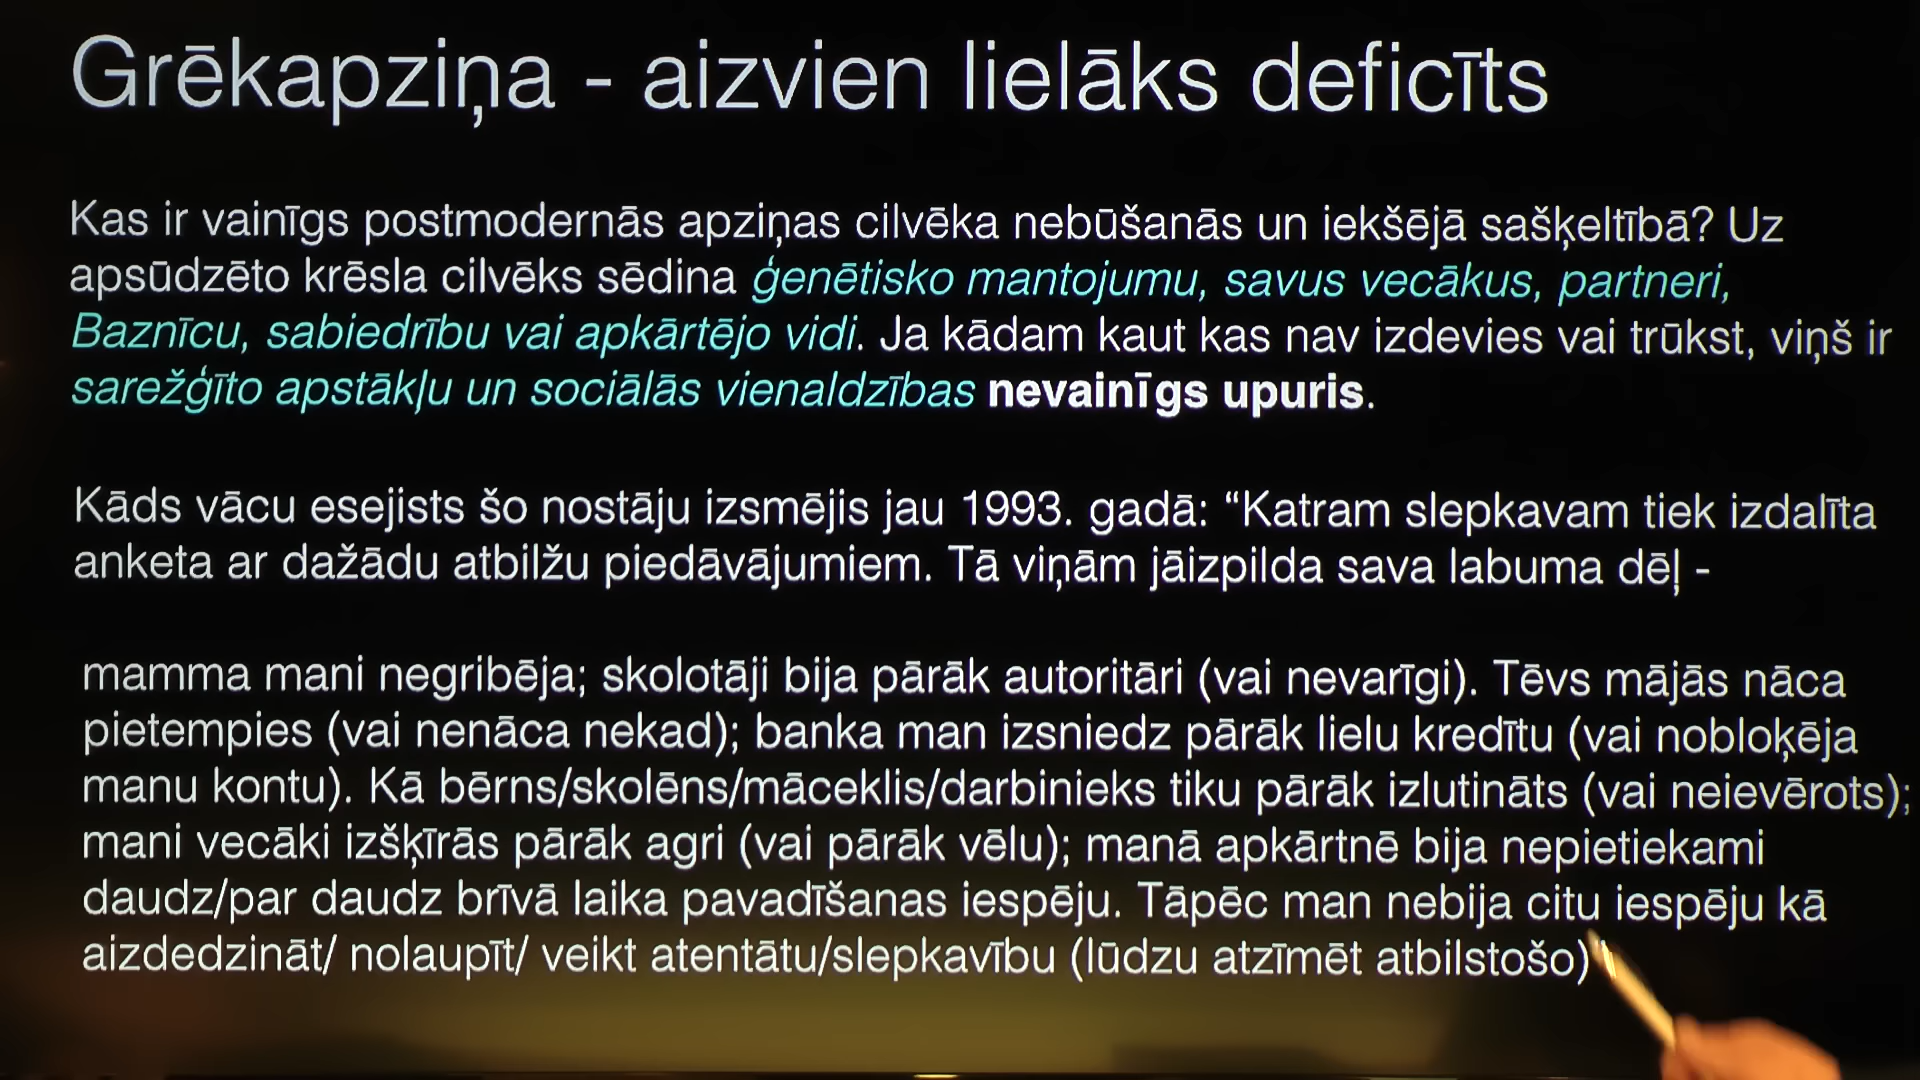 Grēkapziņa - aizvien lielāks deficīts
Kas ir vainīgs postmodernās apziņas cilvēka nebūšanās un iekšējā sašķeltībā? Uz
apsūdzēto krēsla cilvēks sēdina ģenētisko mantojumu, savus vecākus, partneri,
Baznīcu, sabiedrību vai apkārtējo vidi. Ja kādam kaut kas nav izdevies vai trūkst, viņš ir
sarežģīto apstākļu un sociālās vienaldzības nevainīgs upuris.
Kāds vācu esejists šo nostāju izsmējis jau 1993. gadā: “Katram slepkavam tiek izdalīta
anketa ar dažādu atbilžu piedāvājumiem. Tā viņām jāizpilda sava labuma dēļ -
mamma mani negribēja; skolotāji bija pārāk autoritāri (vai nevarīgi). Tēvs mājās nāca
pietempies (vai nenāca nekad); banka man izsniedz pārāk lielu kredītu (vai nobloķēja
manu kontu). Kā bērns/skolēns/māceklis/darbinieks tiku pārāk izlutināts (vai neievērots);
mani vecāki izšķīrās pārāk agri (vai pārāk vēlu); manā apkārtnē bija nepietiekami
daudz/par daudz brīvā laika pavadīšanas iespēju. Tāpēc man nebija citu iespēju kā
aizdedzināt/ nolaupīt/ veikt atentātu/slepkavību (lūdzu atzīmēt atbilstošo)”